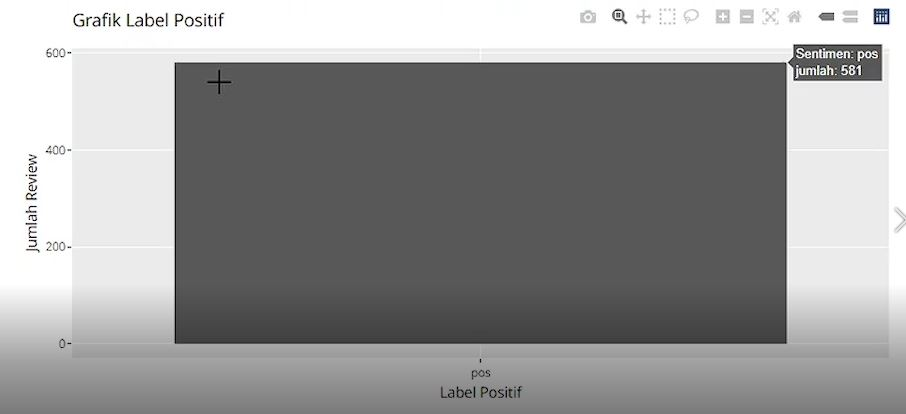 Grafik Label Positif
Sentimen: pos
jumlah: 581
Jumlah Review
600
400
200
0
pos
Label Positif